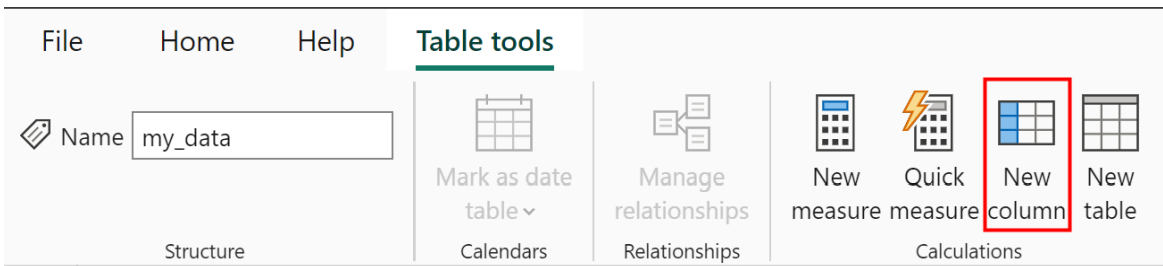 File Home Help Table tools
Name my_data
Mark as date
table
Manage
relationships
New
measure
Quick
measure
New
column
New
table
Structure Calendars Relationships Calculations